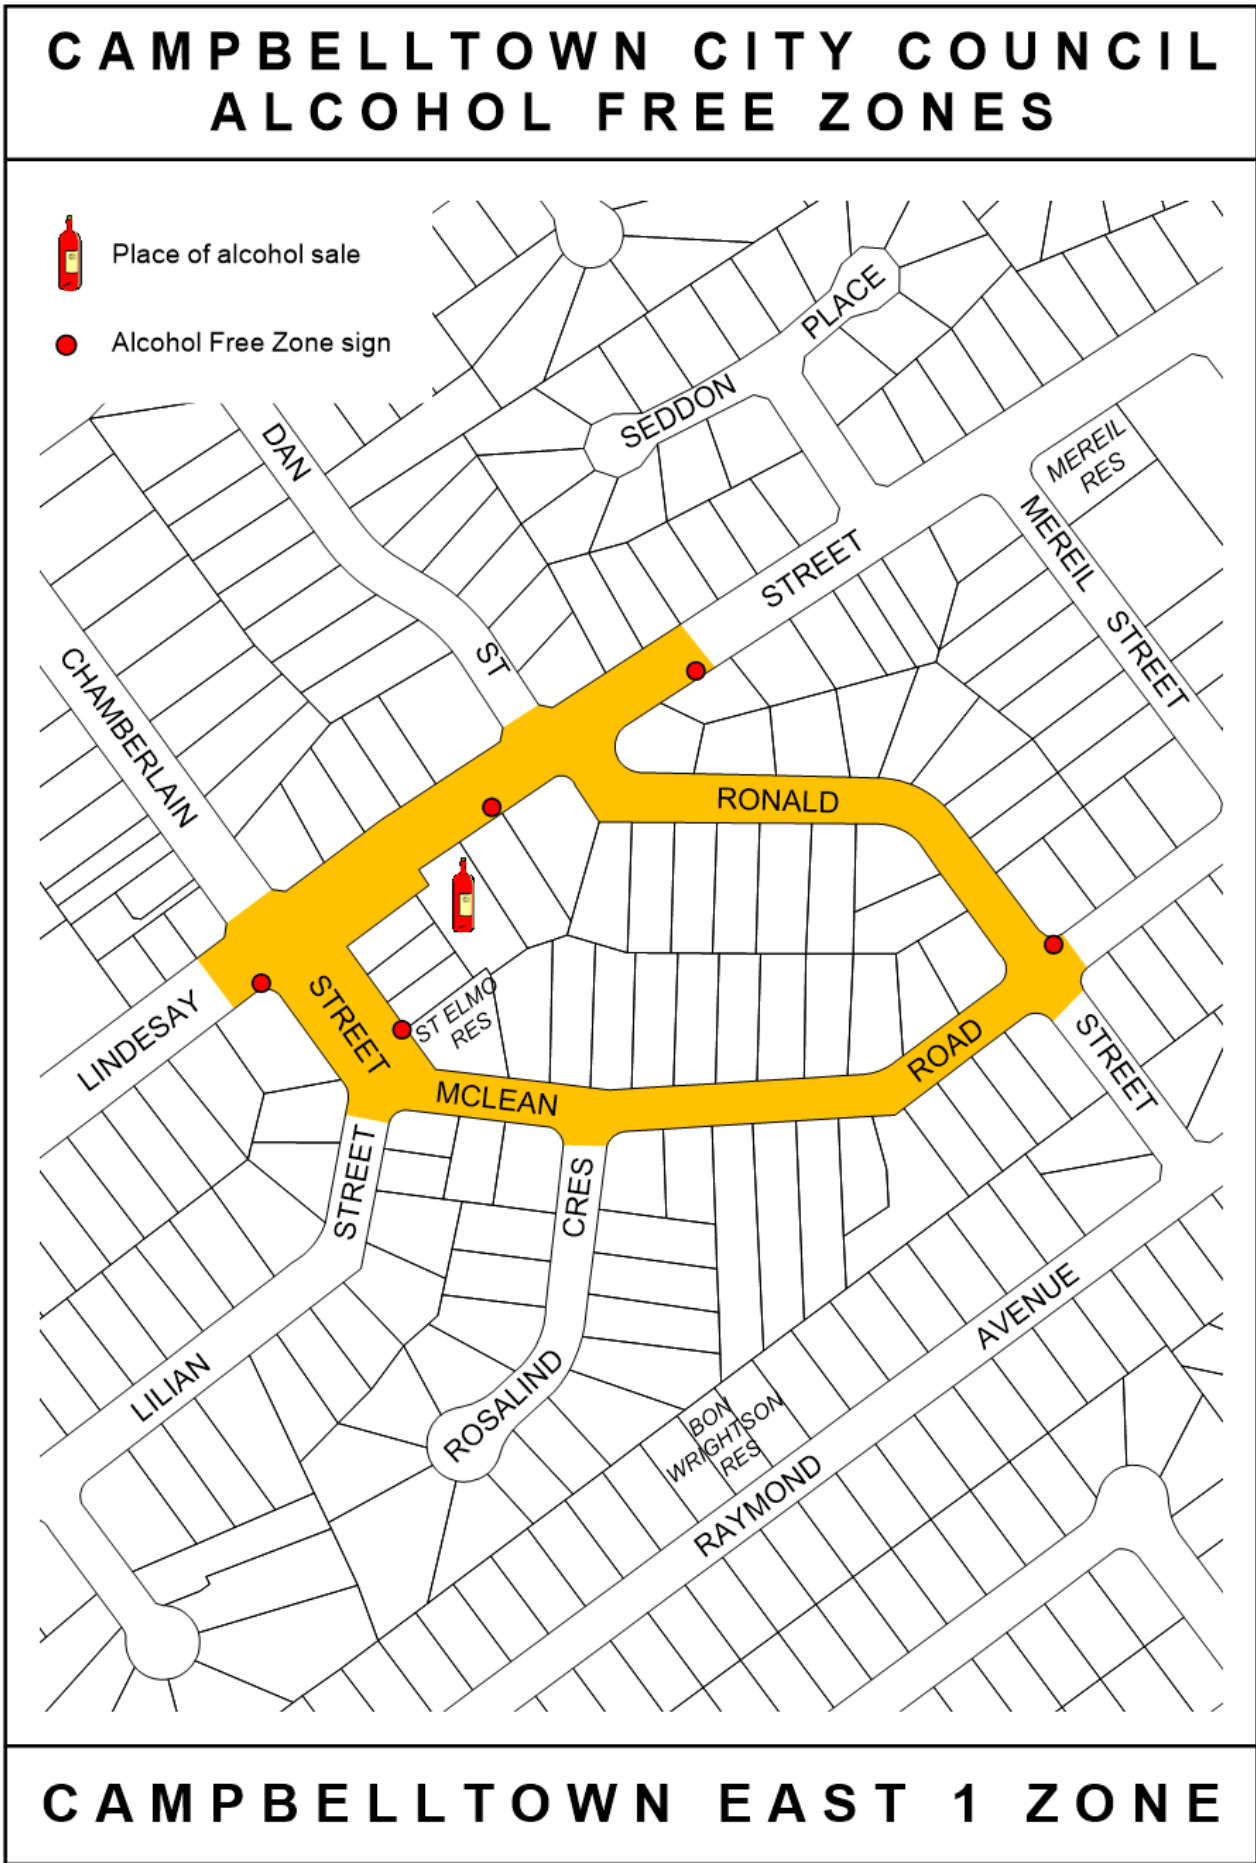 CAMPBELLTOWN CITY COUNCIL
ALCOHOL FREE ZONES
Place of alcohol sale
Alcohol Free Zone sign
PLACE
SEDDON
DAN
ST
MEREIL
RES
MEREIL
STREET
STREET
CHAMBERLAIN
RONALD
STREET
LINDESAY
ST ELMO
RES
MCLEAN
ROAD
STREET
STREET
CRES
LILIAN
ROSALIND
AVENUE
BON
WRIGHTSON
RES
RAYMOND
CAMPBELLTOWN EAST 1 ZONE